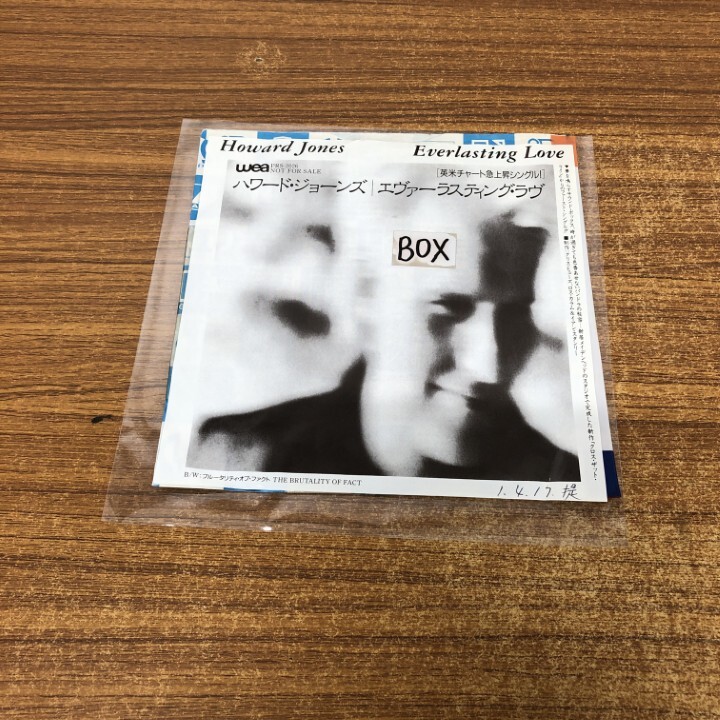 Howard Jones Everlasting Love
wea
PRS-1076
NOT FOR SALE
[英米チャート急上昇シングル!]
ハワード・ジョーンズ|エヴァーラスティング・ラヴ
BOX
B/W:ブルータリティ・オブ・ファクト THE BRUTALITY OF FACT
1.4.17.提